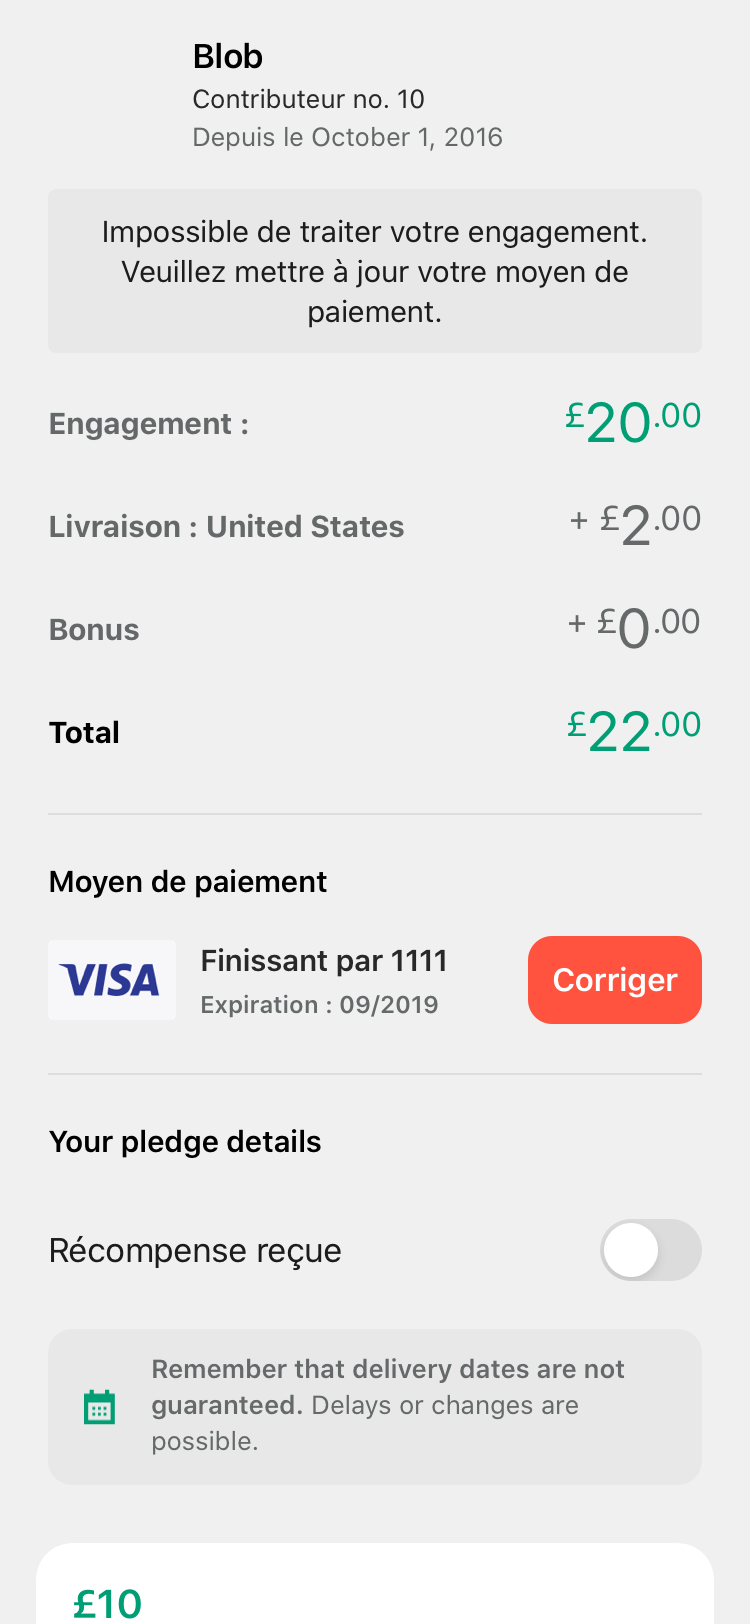 Blob
Contributeur no. 10
Depuis le October 1, 2016
Impossible de traiter votre engagement.
Veuillez mettre à jour votre moyen de
paiement.
Engagement :
£20.00
Livraison : United States
+ £2.00
Bonus
+ £0.00
Total
£22.00
Moyen de paiement
VISA
Finissant par 1111
Expiration : 09/2019
Corriger
Your pledge details
Récompense reçue
Remember that delivery dates are not
guaranteed. Delays or changes are
possible.
£10